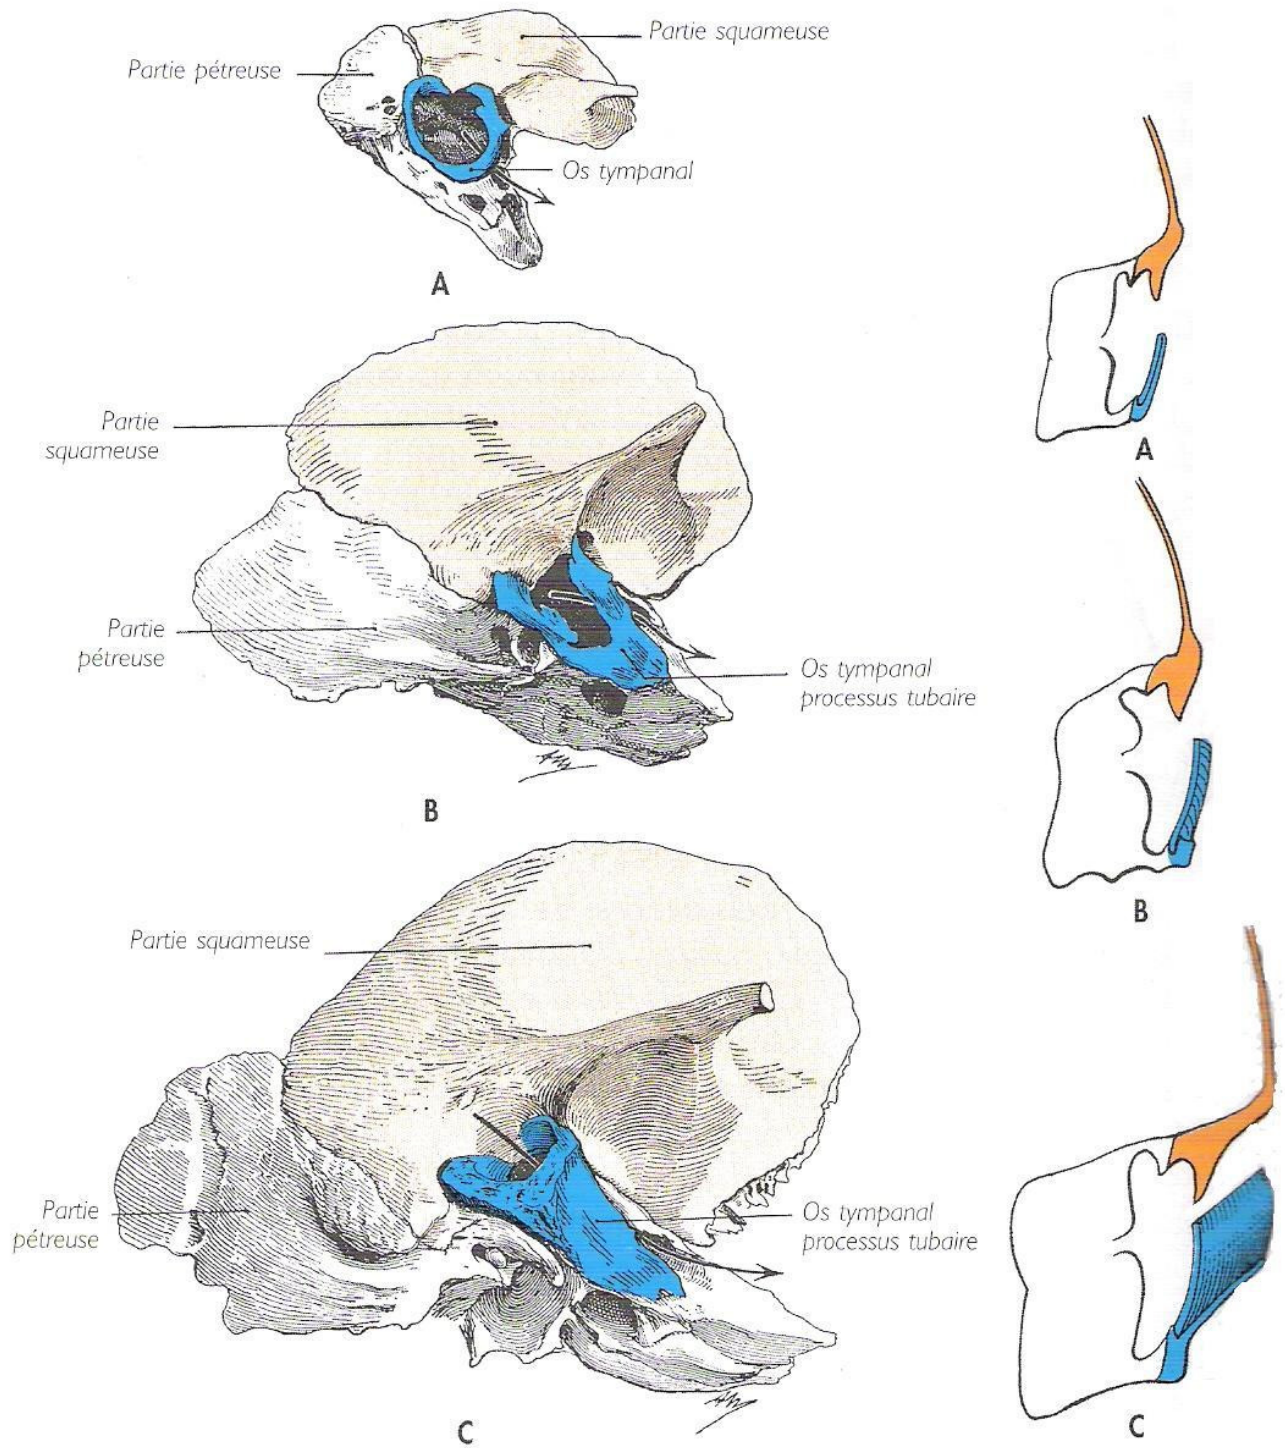 Partie squameuse
Partie pétreuse
Os tympanal
A
Partie
squameuse
Partie
pétreuse
Os tympanal
processus tubaire
B
Partie squameuse
Partie
pétreuse
Os tympanal
processus tubaire
C
A
B
C